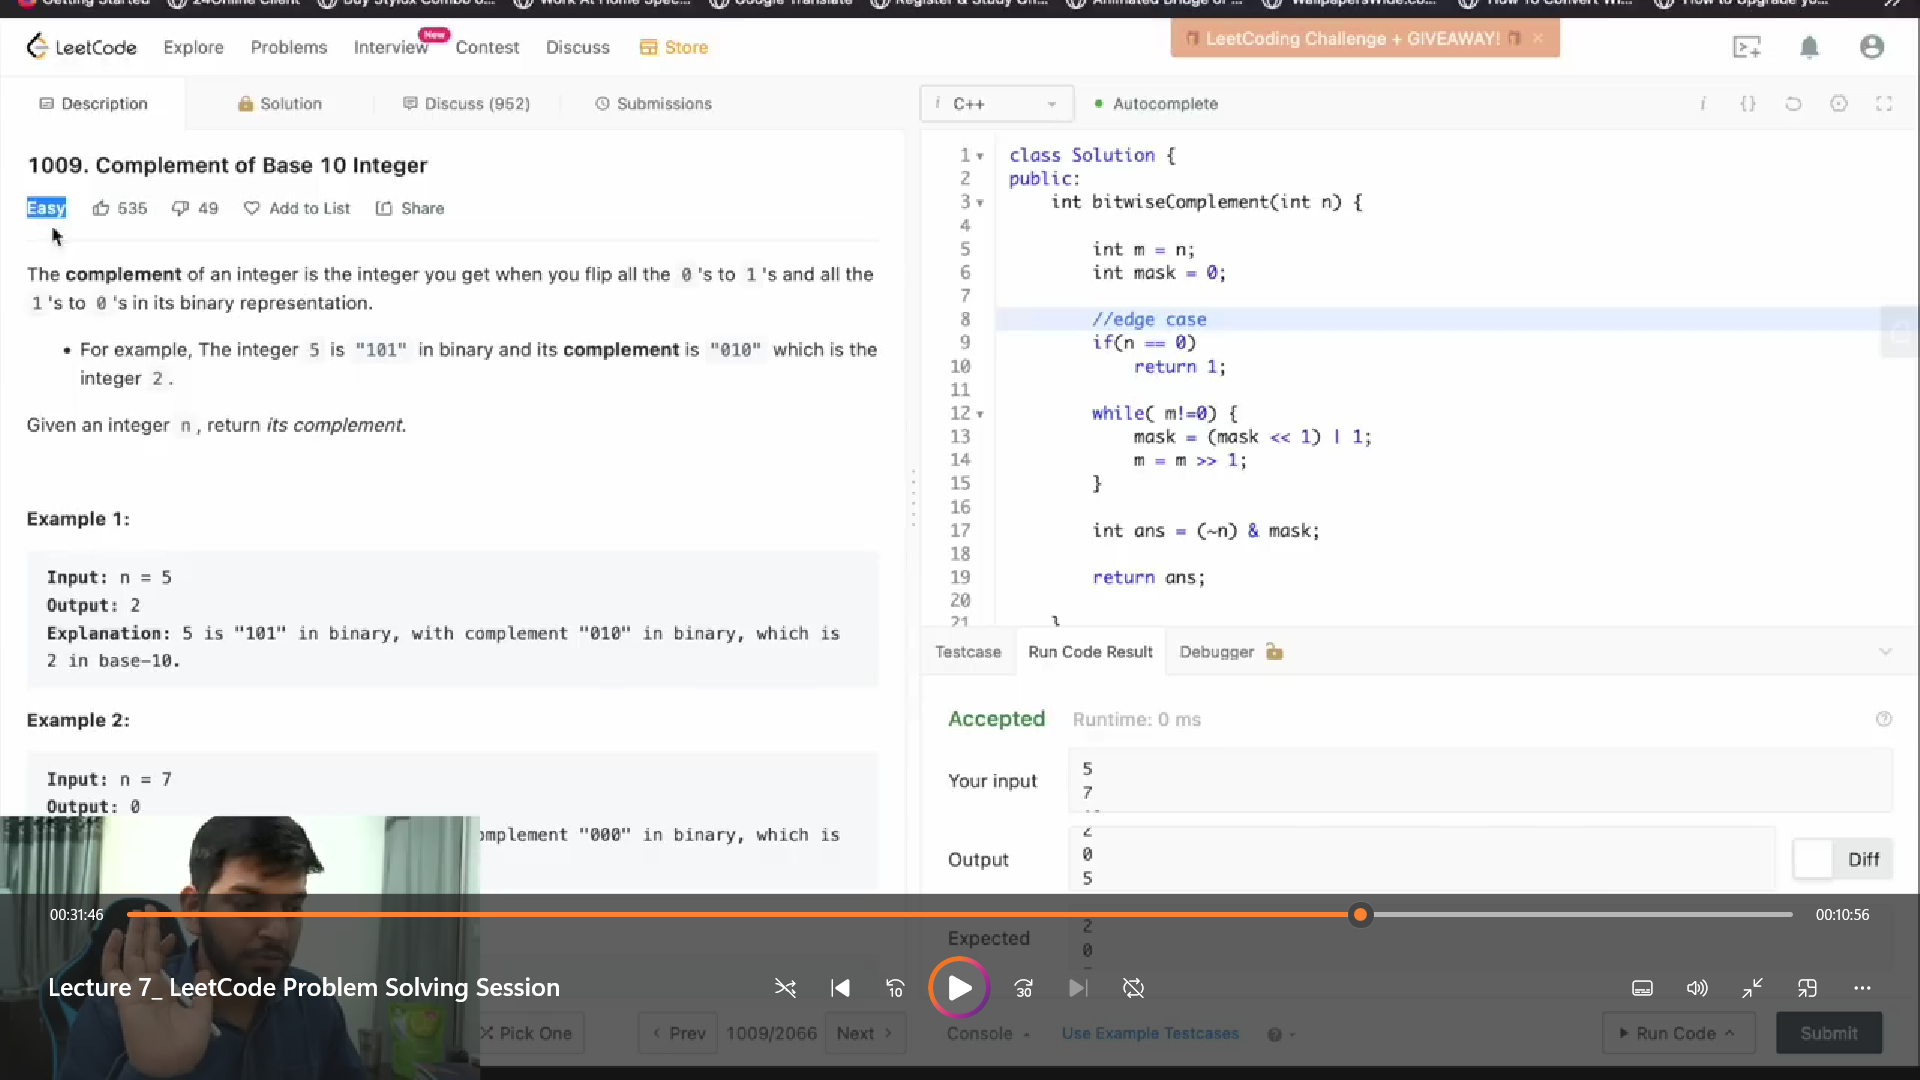 Getting Started 24Online Client Buy Stylox Combo o... Work At Home Spec... Google Translate Register & Study On... Animated Bridge of ... WallpapersWide.co... How To Convert Wi... How to Upgrade yo...
LeetCode Explore Problems Interview New Contest Discuss Store LeetCoding Challenge + GIVEAWAY!
Description Solution Discuss (952) Submissions
i C++ Autocomplete
1009. Complement of Base 10 Integer
Easy 535 49 Add to List Share
The complement of an integer is the integer you get when you flip all the 0 's to 1 's and all the
1 's to 0 's in its binary representation.
• For example, The integer 5 is "101" in binary and its complement is "010" which is the
integer 2 .
Given an integer n , return its complement.
Example 1:
Input: n = 5
Output: 2
Explanation: 5 is "101" in binary, with complement "010" in binary, which is
2 in base-10.
Example 2:
Input: n = 7
Output: 0
omplement "000" in binary, which is
1 class Solution {
2 public:
3 int bitwiseComplement(int n) {
4
5 int m = n;
6 int mask = 0;
7
8 //edge case
9 if(n == 0)
10 return 1;
11
12 while( m!=0) {
13 mask = (mask << 1) | 1;
14 m = m >> 1;
15 }
16
17 int ans = (~n) & mask;
18
19 return ans;
20
21 }
Testcase Run Code Result Debugger
Accepted Runtime: 0 ms
Your input
5
7
Output
2
0
5
Diff
Expected
2
0
00:31:46 00:10:56
Lecture 7_ LeetCode Problem Solving Session
10 30
Pick One < Prev 1009/2066 Next > Console Use Example Testcases Run Code Submit